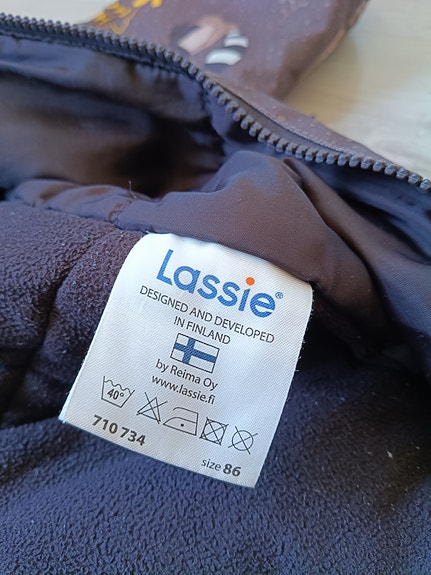 Lassie®
DESIGNED AND DEVELOPED
IN FINLAND
by Reima Oy
www.lassie.fi
40°
710 734
size 86